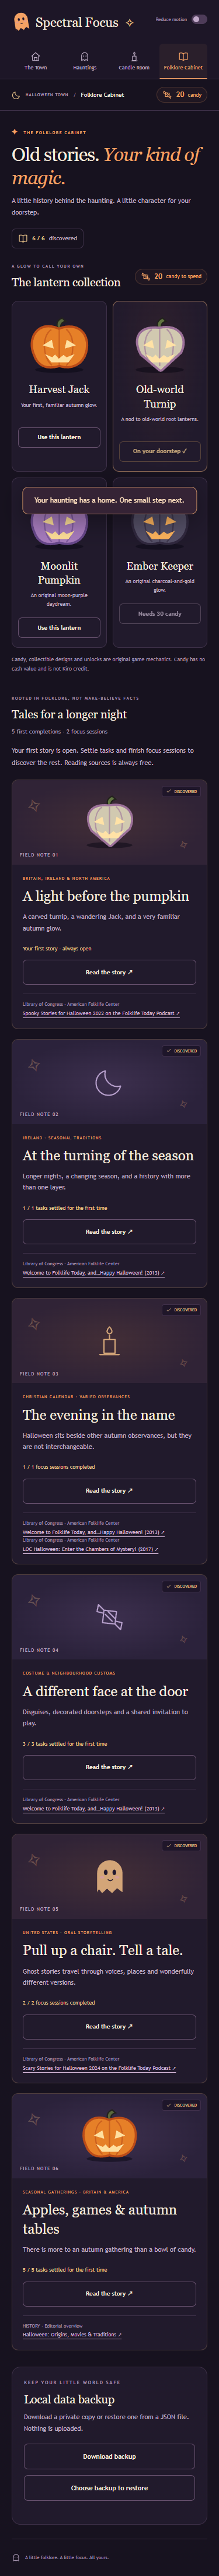 Spectral Focus
Reduce motion
The Town
Hauntings
Candle Room
Folklore Cabinet
HALLOWEEN TOWN / Folklore Cabinet
20 candy
THE FOLKLORE CABINET
Old stories. Your kind of
magic.
A little history behind the haunting. A little character for your
doorstep.
6 / 6 discovered
A GLOW TO CALL YOUR OWN
The lantern collection
20 candy to spend
Harvest Jack
Your first, familiar autumn glow.
Use this lantern
Old-world
Turnip
A nod to old-world root lanterns.
On your doorstep ✓
Your haunting has a home. One small step next.
Moonlit
Pumpkin
An original moon-purple
daydream.
Use this lantern
Ember Keeper
An original charcoal-and-gold
glow.
Needs 30 candy
Candy, collectible designs and unlocks are original game mechanics. Candy has no
cash value and is not Kiro credit.
ROOTED IN FOLKLORE, NOT MAKE-BELIEVE FACTS
Tales for a longer night
5 first completions · 2 focus sessions
Your first story is open. Settle tasks and finish focus sessions to
discover the rest. Reading sources is always free.
✓ DISCOVERED
FIELD NOTE 01
BRITAIN, IRELAND & NORTH AMERICA
A light before the pumpkin
A carved turnip, a wandering Jack, and a very familiar
autumn glow.
Your first story · always open
Read the story ↗
Library of Congress · American Folklife Center
Spooky Stories for Halloween 2022 on the Folklife Today Podcast ↗
✓ DISCOVERED
FIELD NOTE 02
IRELAND · SEASONAL TRADITIONS
At the turning of the season
Longer nights, a changing season, and a history with more
than one layer.
1 / 1 tasks settled for the first time
Read the story ↗
Library of Congress · American Folklife Center
Welcome to Folklife Today, and...Happy Halloween! (2013) ↗
✓ DISCOVERED
FIELD NOTE 03
CHRISTIAN CALENDAR · VARIED OBSERVANCES
The evening in the name
Halloween sits beside other autumn observances, but they
are not interchangeable.
1 / 1 focus sessions completed
Read the story ↗
Library of Congress · American Folklife Center
Welcome to Folklife Today, and...Happy Halloween! (2013) ↗
Library of Congress · American Folklife Center
LOC Halloween: Enter the Chambers of Mystery! (2017) ↗
✓ DISCOVERED
FIELD NOTE 04
COSTUME & NEIGHBOURHOOD CUSTOMS
A different face at the door
Disguises, decorated doorsteps and a shared invitation to
play.
3 / 3 tasks settled for the first time
Read the story ↗
Library of Congress · American Folklife Center
Welcome to Folklife Today, and...Happy Halloween! (2013) ↗
✓ DISCOVERED
FIELD NOTE 05
UNITED STATES · ORAL STORYTELLING
Pull up a chair. Tell a tale.
Ghost stories travel through voices, places and wonderfully
different versions.
2 / 2 focus sessions completed
Read the story ↗
Library of Congress · American Folklife Center
Scary Stories for Halloween 2024 on the Folklife Today Podcast ↗
✓ DISCOVERED
FIELD NOTE 06
SEASONAL GATHERINGS · BRITAIN & AMERICA
Apples, games & autumn
tables
There is more to an autumn gathering than a bowl of candy.
5 / 5 tasks settled for the first time
Read the story ↗
HISTORY · Editorial overview
Halloween: Origins, Movies & Traditions ↗
KEEP YOUR LITTLE WORLD SAFE
Local data backup
Download a private copy or restore one from a JSON file.
Nothing is uploaded.
Download backup
Choose backup to restore
A little folklore. A little focus. All yours.